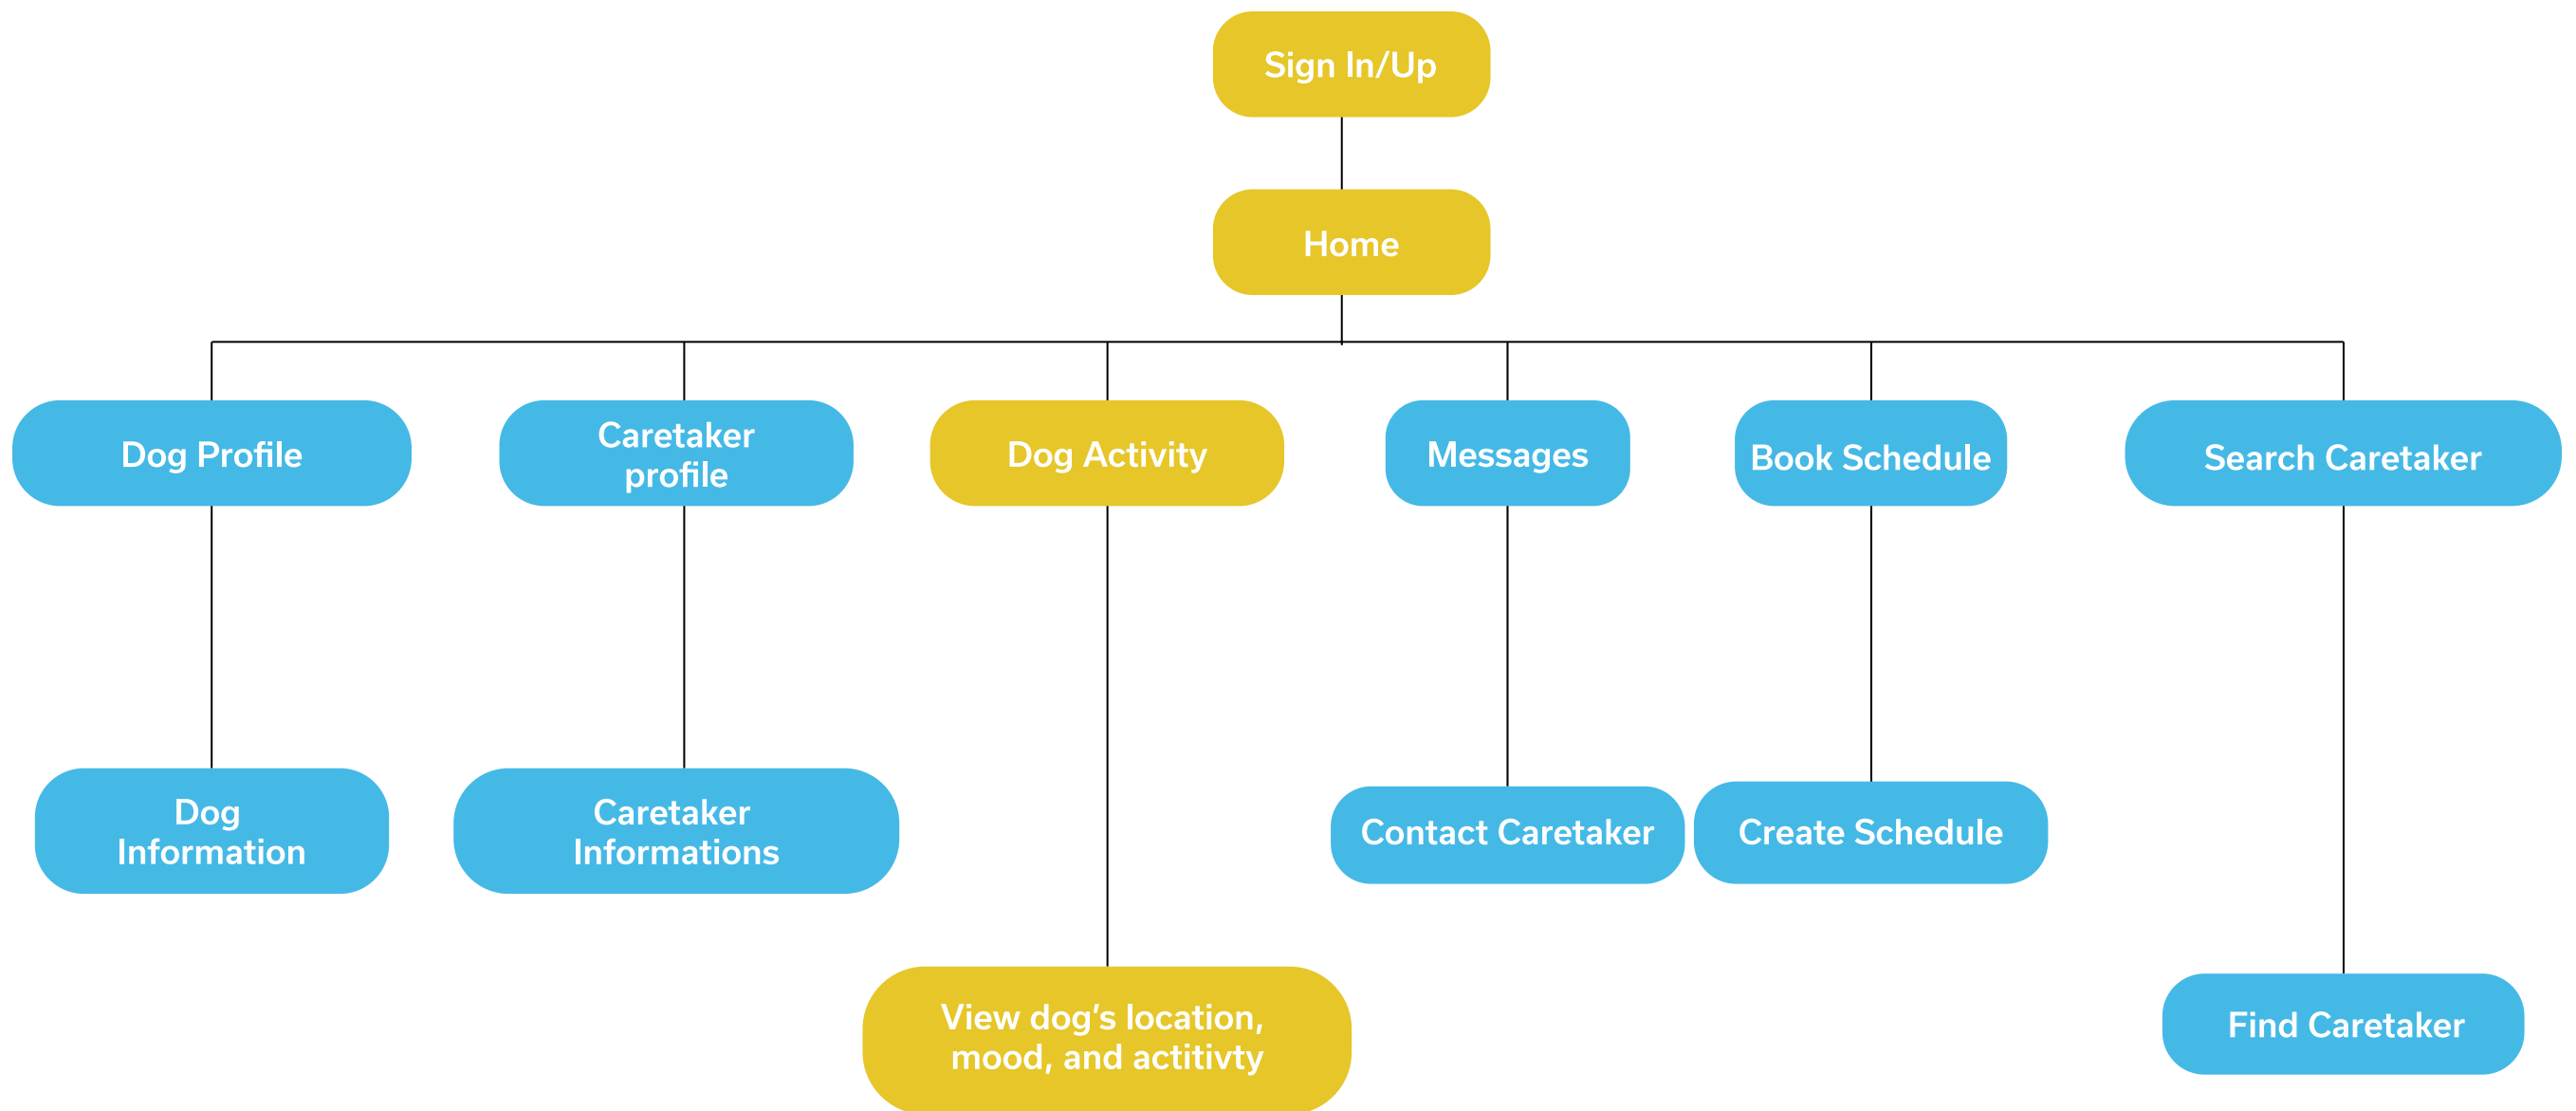 Sign In/Up
Home
Dog Profile
Caretaker
profile
Dog Activity
Messages
Book Schedule
Search Caretaker
Dog
Information
Caretaker
Informations
Contact Caretaker
Create Schedule
View dog’s location,
mood, and actitivty
Find Caretaker